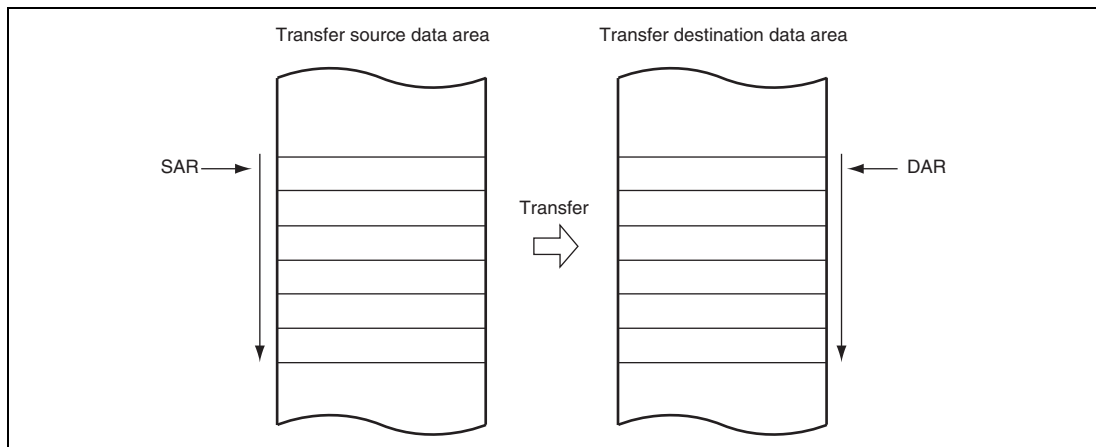 Transfer source data area
Transfer destination data area
SAR
DAR
Transfer